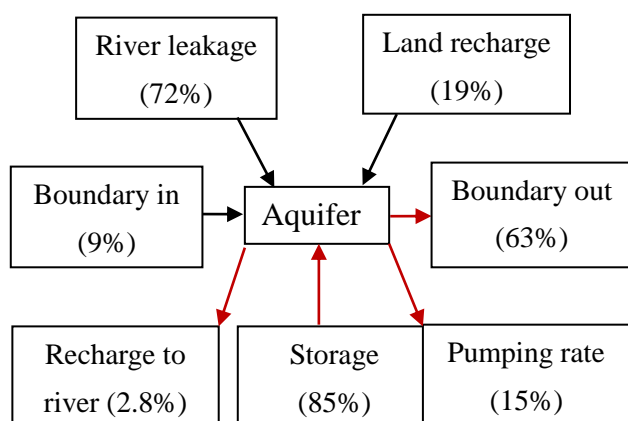 River leakage
(72%)
Land recharge
(19%)
Boundary in
(9%)
Aquifer
Boundary out
(63%)
Recharge to
river (2.8%)
Storage
(85%)
Pumping rate
(15%)